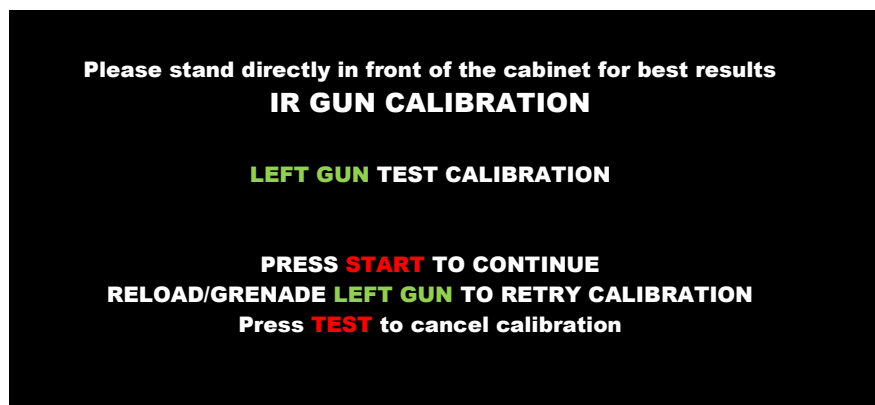 Please stand directly in front of the cabinet for best results
IR GUN CALIBRATION
LEFT GUN TEST CALIBRATION
PRESS START TO CONTINUE
RELOAD/GRENADE LEFT GUN TO RETRY CALIBRATION
Press TEST to cancel calibration